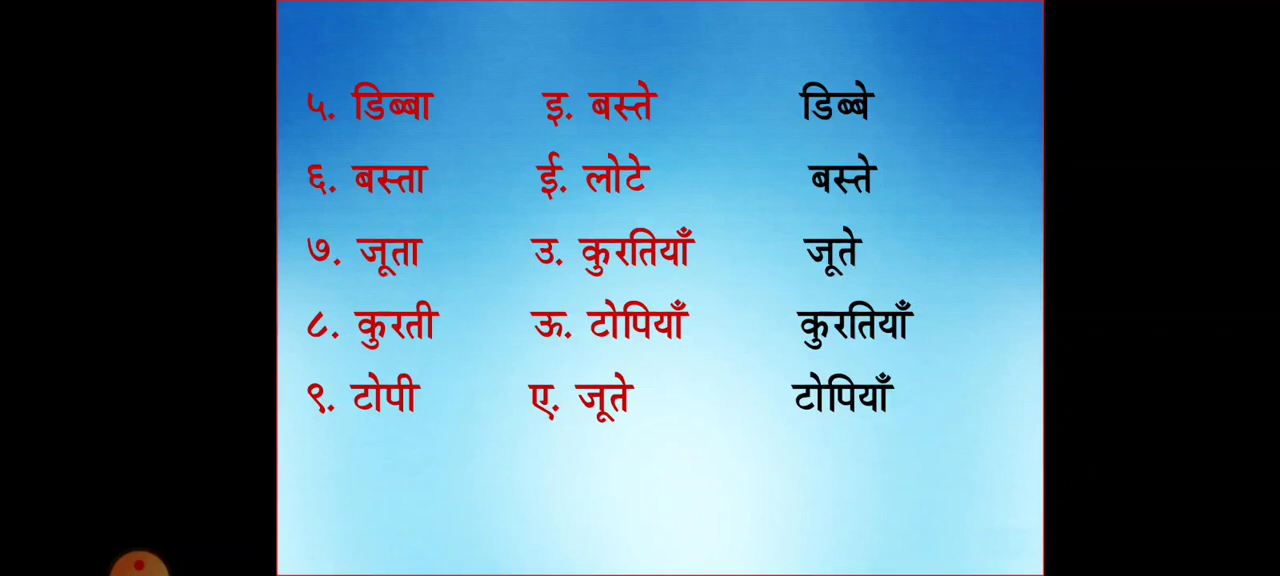 ५. डिब्बा इ. बस्ते डिब्बे
६. बस्ता ई. लोटे बस्ते
७. जूता उ. कुरतियाँ जूते
८. कुरती ऊ. टोपियाँ कुरतियाँ
९. टोपी ए. जूते टोपियाँ